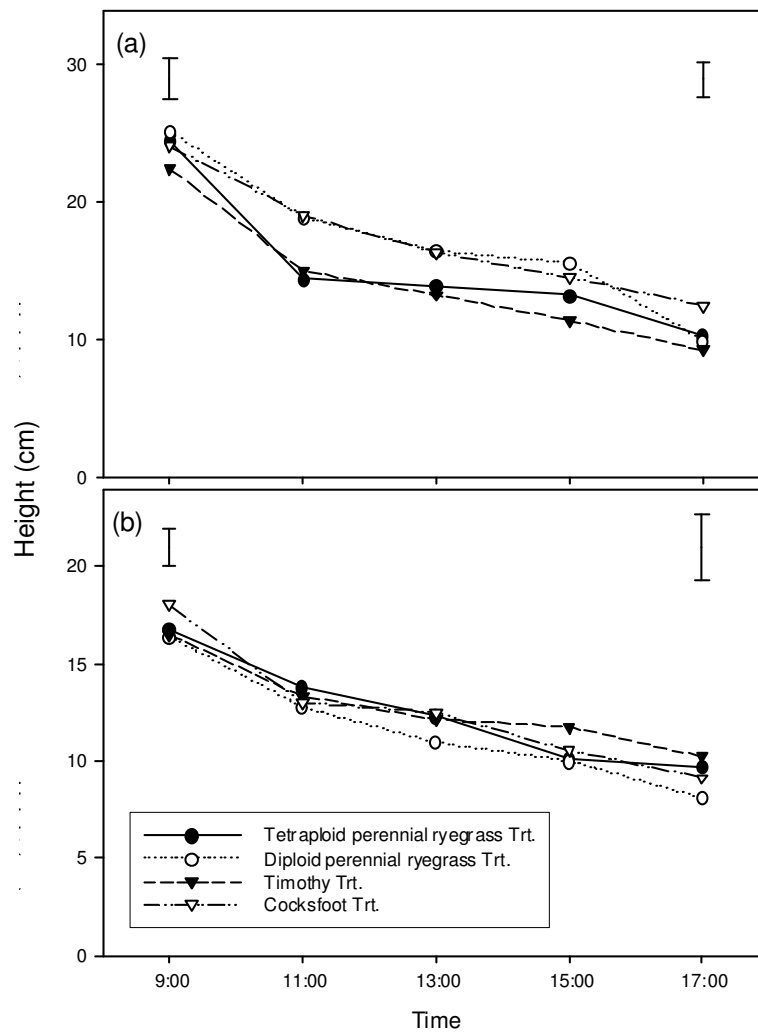 (a)
30
20
10
0
Height (cm)
(b)
20
15
10
5
0
Tetraploid perennial ryegrass Trt.
Diploid perennial ryegrass Trt.
Timothy Trt.
Cocksfoot Trt.
9:00 11:00 13:00 15:00 17:00
Time